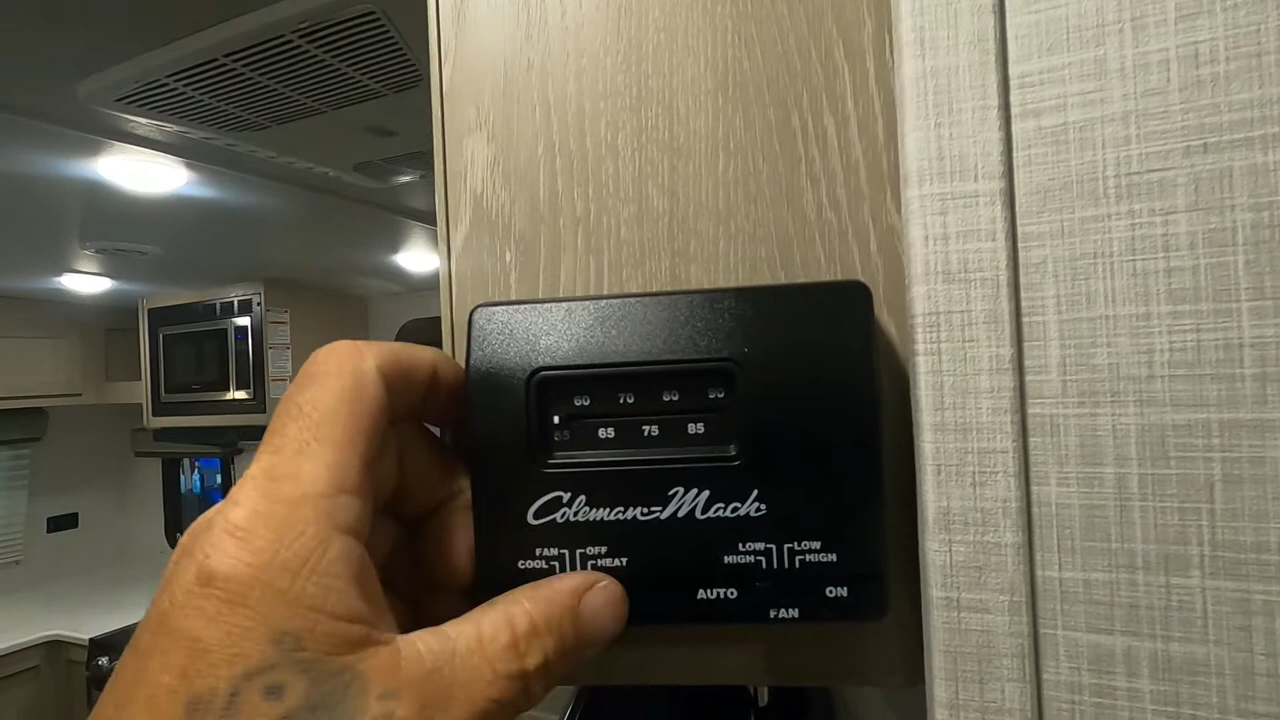 60 70 80 90
55 65 75 85
Coleman-Mach
FAN OFF LOW LOW
COOL HEAT HIGH HIGH
AUTO ON
FAN